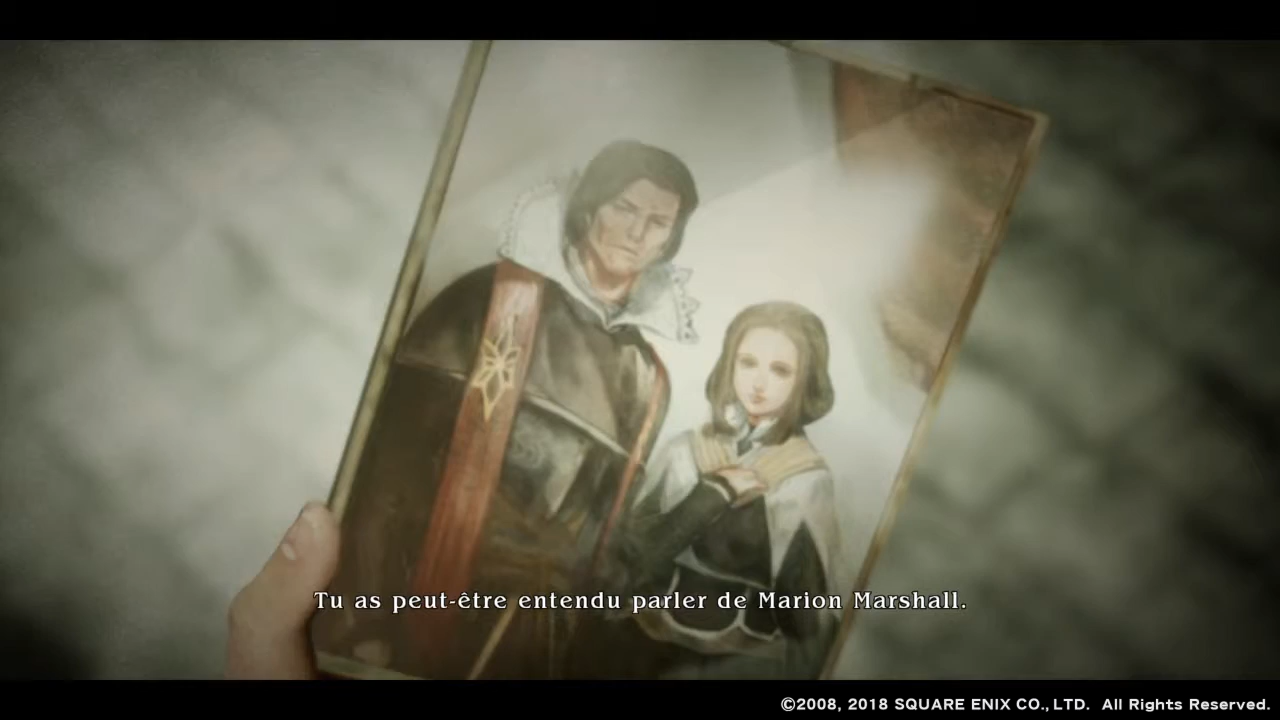 Tu as peut-être entendu parler de Marion Marshall.
©2008, 2018 SQUARE ENIX CO., LTD. All Rights Reserved.